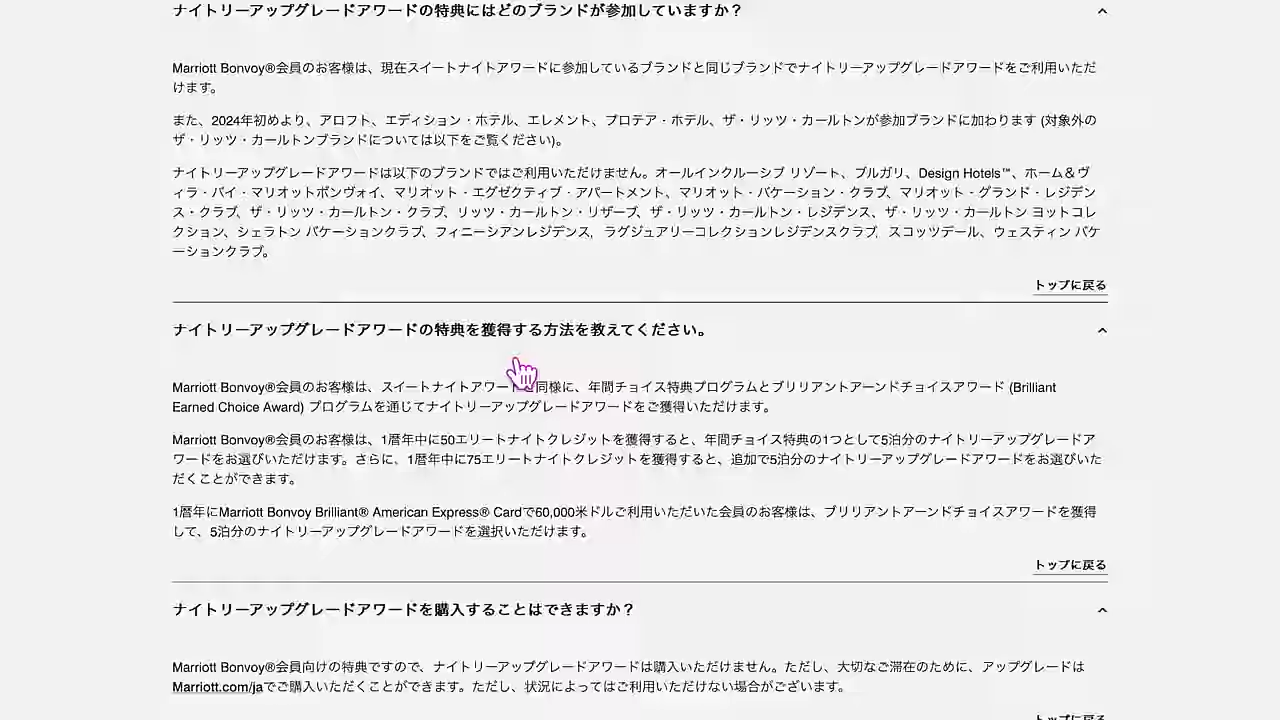 ナイトリーアップグレードアワードの特典にはどのブランドが参加していますか？
Marriott Bonvoy®会員のお客様は、現在スイートナイトアワードに参加しているブランドと同じブランドでナイトリーアップグレードアワードをご利用いただ
けます。
また、2024年初めより、アロフト、エディション・ホテル、エレメント、プロテア・ホテル、ザ・リッツ・カールトンが参加ブランドに加わります (対象外の
ザ・リッツ・カールトンブランドについては以下をご覧ください)。
ナイトリーアップグレードアワードは以下のブランドではご利用いただけません。オールインクルーシブ リゾート、ブルガリ、Design Hotels™、ホーム＆ヴ
ィラ・バイ・マリオットボンヴォイ、マリオット・エグゼクティブ・アパートメント、マリオット・バケーション・クラブ、マリオット・グランド・レジデン
ス・クラブ、ザ・リッツ・カールトン・クラブ、リッツ・カールトン・リザーブ、ザ・リッツ・カールトン・レジデンス、ザ・リッツ・カールトン ヨットコレ
クション、シェラトン バケーションクラブ、フィニーシアンレジデンス、ラグジュアリーコレクションレジデンスクラブ、スコッツデール、ウェスティン バケ
ーションクラブ。
トップに戻る
ナイトリーアップグレードアワードの特典を獲得する方法を教えてください。
Marriott Bonvoy®会員のお客様は、スイートナイトアワード同様に、年間チョイス特典プログラムとブリリアントアーンドチョイスアワード (Brilliant
Earned Choice Award) プログラムを通じてナイトリーアップグレードアワードをご獲得いただけます。
Marriott Bonvoy®会員のお客様は、1暦年中に50エリートナイトクレジットを獲得すると、年間チョイス特典の1つとして5泊分のナイトリーアップグレードア
ワードをお選びいただけます。さらに、1暦年中に75エリートナイトクレジットを獲得すると、追加で5泊分のナイトリーアップグレードアワードをお選びいた
だくことができます。
1暦年にMarriott Bonvoy Brilliant® American Express® Cardで60,000米ドルご利用いただいた会員のお客様は、ブリリアントアーンドチョイスアワードを獲得
して、5泊分のナイトリーアップグレードアワードを選択いただけます。
トップに戻る
ナイトリーアップグレードアワードを購入することはできますか？
Marriott Bonvoy®会員向けの特典ですので、ナイトリーアップグレードアワードは購入いただけません。ただし、大切なご滞在のために、アップグレードは
Marriott.com/jaでご購入いただくことができます。ただし、状況によってはご利用いただけない場合がございます。
トップに戻る